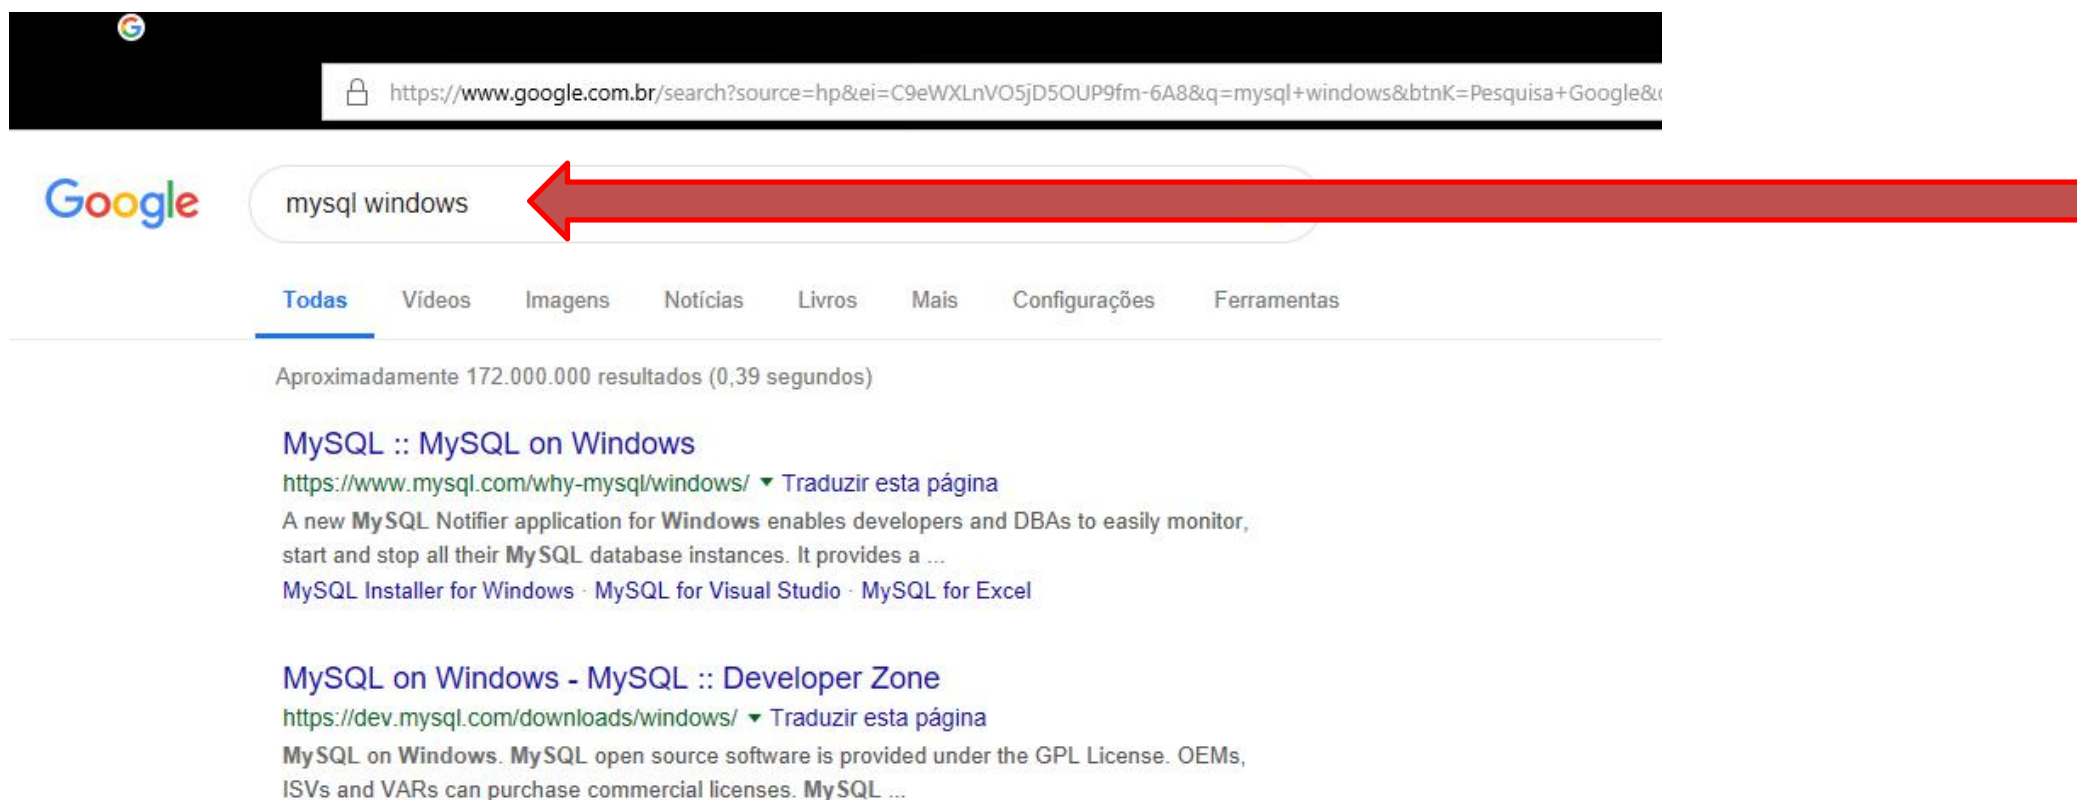 https://www.google.com.br/search?source=hp&ei=C9eWXLnVO5jD5OUP9fm-6A8&q=mysql+windows&btnK=Pesquisa+Google&
Google
mysql windows
Todas Vídeos Imagens Notícias Livros Mais Configurações Ferramentas
Aproximadamente 172.000.000 resultados (0,39 segundos)
MySQL :: MySQL on Windows
https://www.mysql.com/why-mysql/windows/ ▼ Traduzir esta página
A new MySQL Notifier application for Windows enables developers and DBAs to easily monitor,
start and stop all their MySQL database instances. It provides a ...
MySQL Installer for Windows · MySQL for Visual Studio · MySQL for Excel
MySQL on Windows - MySQL :: Developer Zone
https://dev.mysql.com/downloads/windows/ ▼ Traduzir esta página
MySQL on Windows. MySQL open source software is provided under the GPL License. OEMs,
ISVs and VARs can purchase commercial licenses. MySQL ...